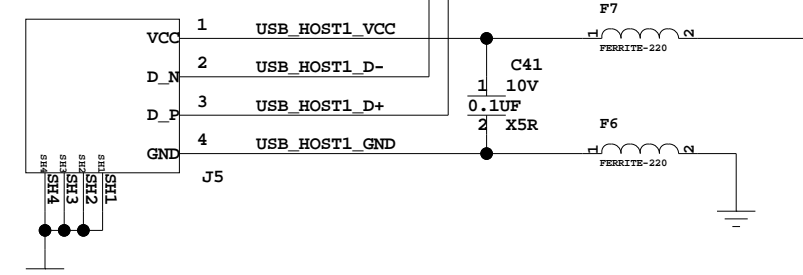 F7
1 2
FERRITE-220
VCC 1 USB_HOST1_VCC
D_N 2 USB_HOST1_D-
D_P 3 USB_HOST1_D+
GND 4 USB_HOST1_GND
C41
1 10V
0.1UF
2 X5R
F6
1 2
FERRITE-220
J5
SH4 SH3 SH2 SH1
SH4 SH3 SH2 SH1